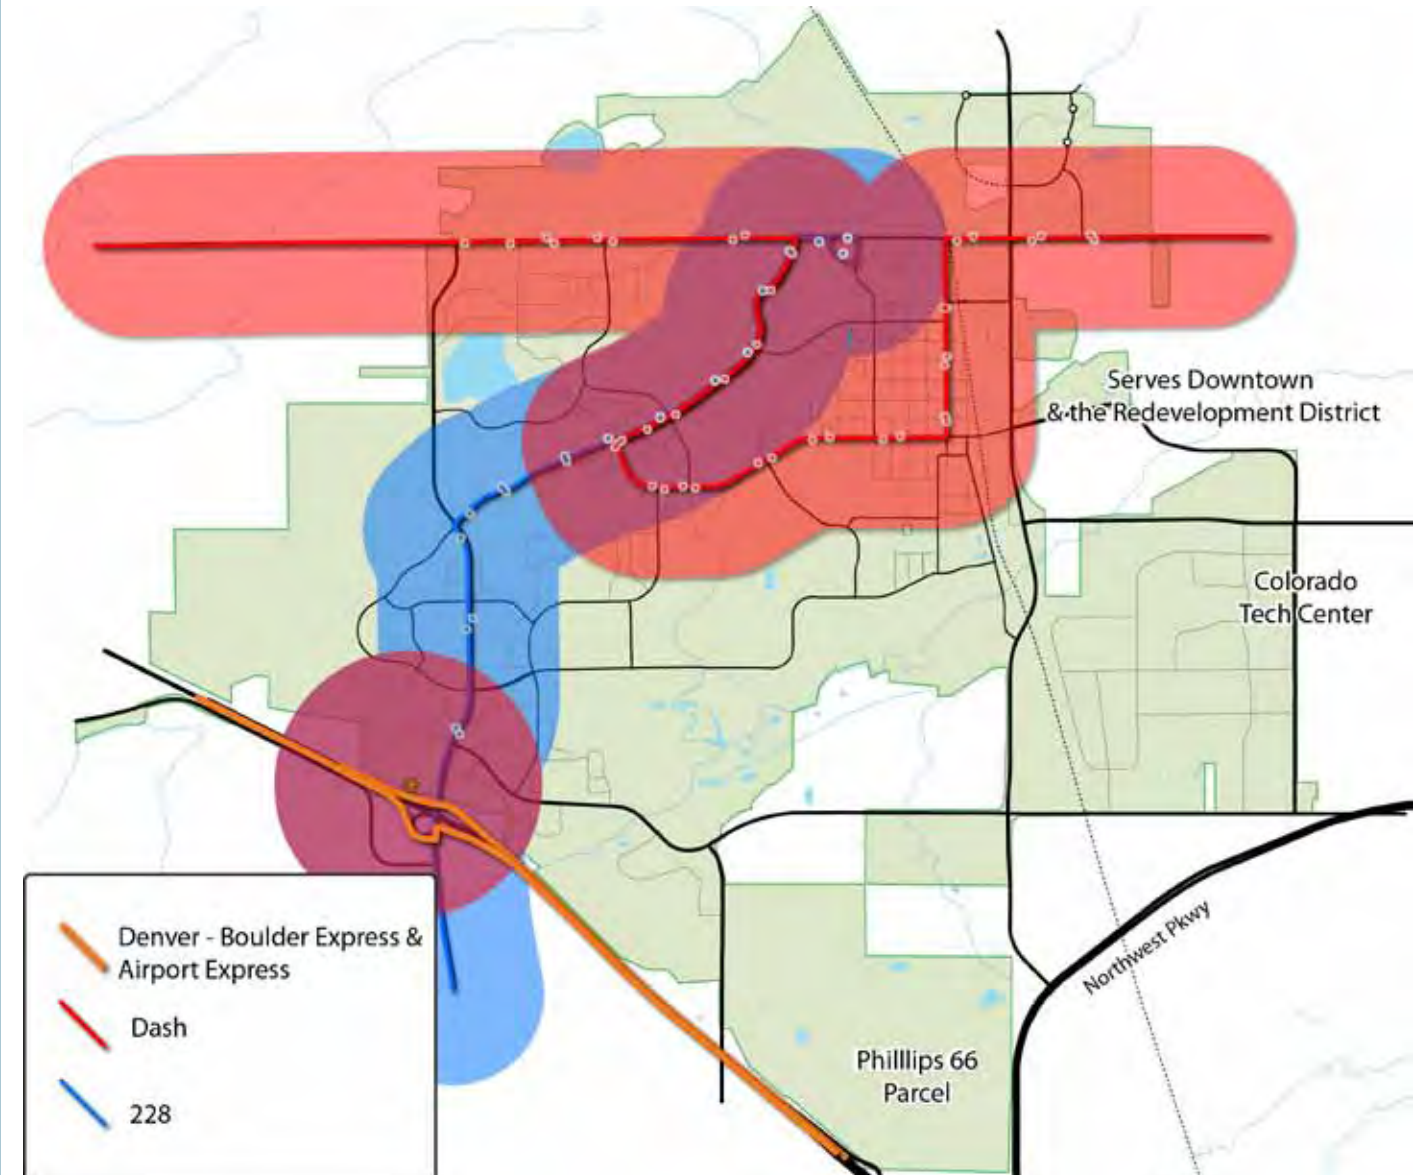 Serves Downtown
& the Redevelopment District
Colorado
Tech Center
Northwest Pkwy
Philllips 66
Parcel
Denver - Boulder Express &
Airport Express
Dash
228